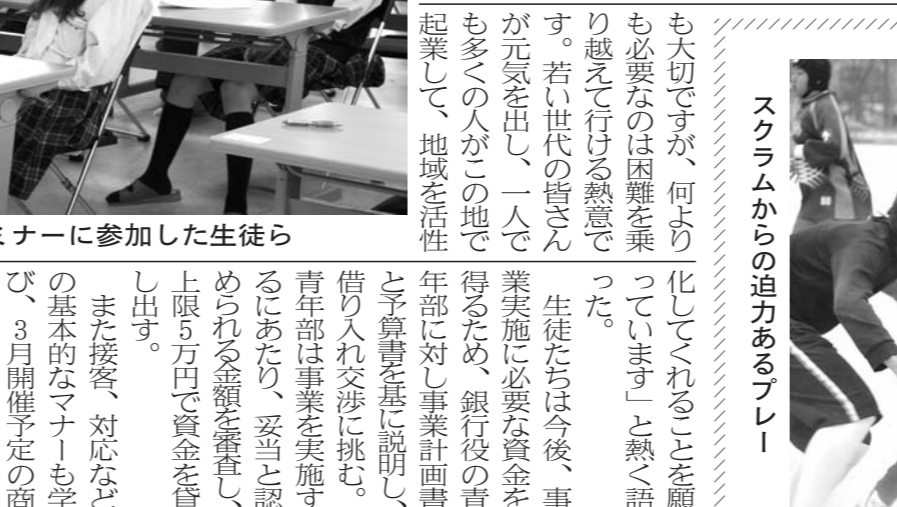 スクラムからの迫力あるプレー
も大切ですが、何より
も必要なのは困難を乗
り越えて行ける熱意で
す。若い世代の皆さん
が元気を出し、一人で
も多くの人がこの地で
起業して、地域を活性
化してくれることを願
っています」と熱く語
った。
生徒たちは今後、事
業実施に必要な資金を
得るため、銀行役の青
年部に対し事業計画書
と予算書を基に説明し、
借り入れ交渉に挑む。
青年部は事業を実施す
るにあたり、妥当と認
められる金額を審査し、
上限5万円で資金を貸
し出す。
また接客、対応など
の基本的なマナーも学
び、3月開催予定の商
ミナーに参加した生徒ら